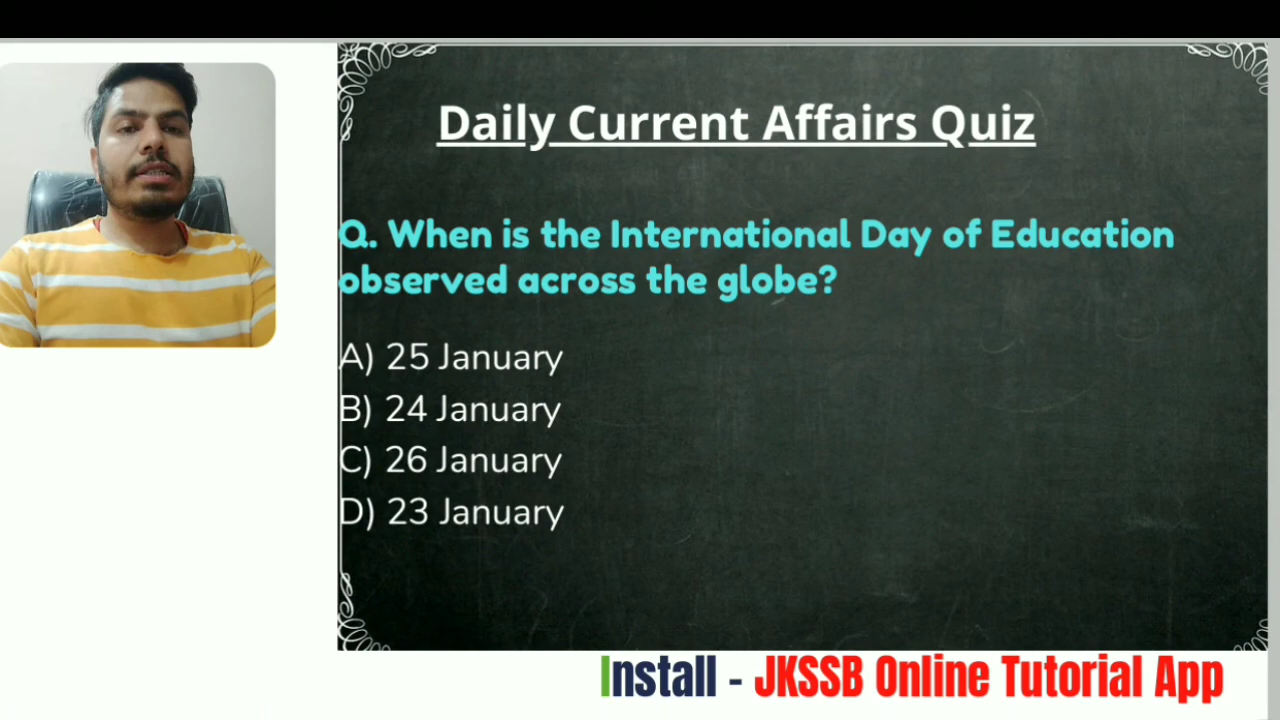 Daily Current Affairs Quiz
Q. When is the International Day of Education
observed across the globe?
A) 25 January
B) 24 January
C) 26 January
D) 23 January
Install - JKSSB Online Tutorial App